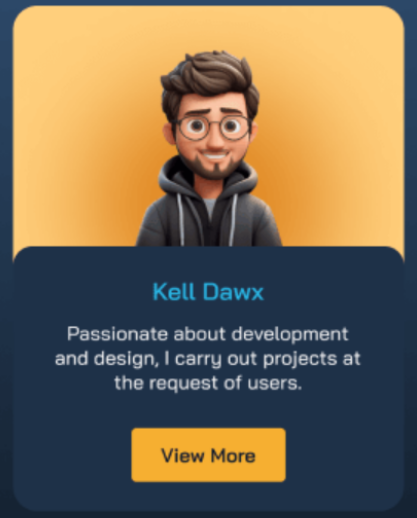 Kell Dawx
Passionate about development
and design, I carry out projects at
the request of users.
View More